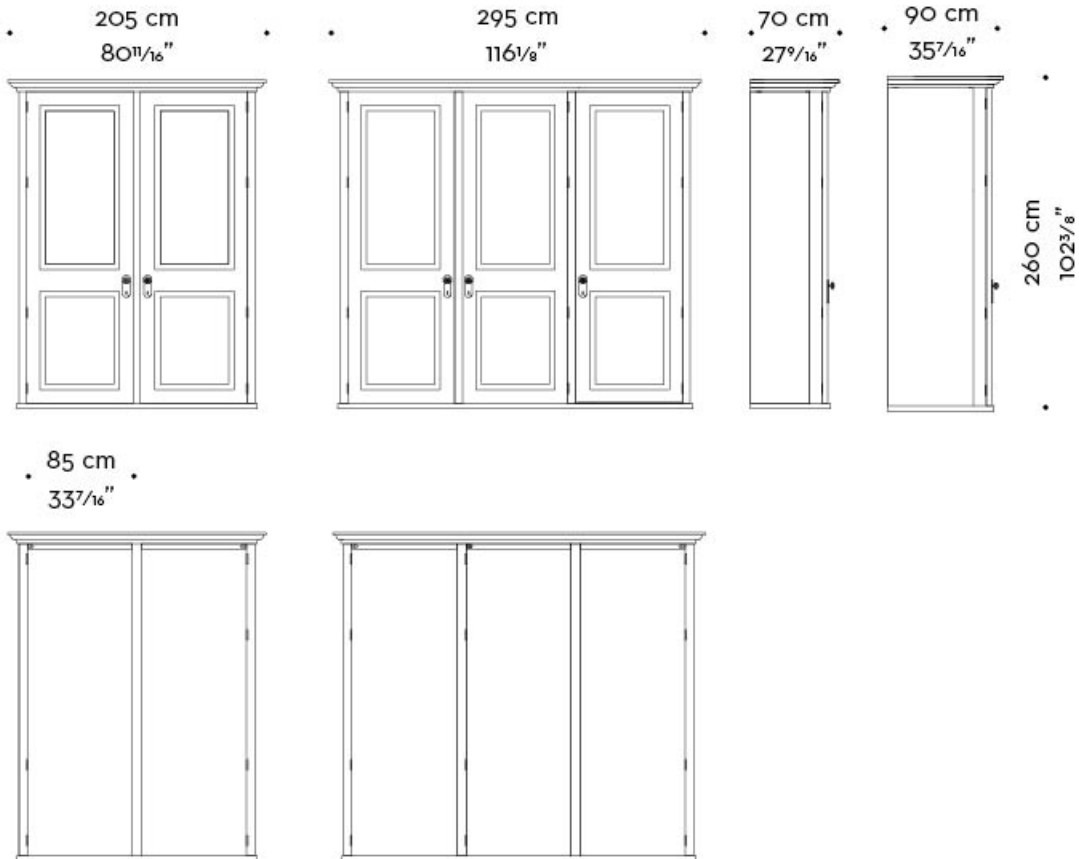 205 cm
80¹¹/₁₆”
295 cm
116¹/₈”
70 cm
27⁹/₁₆”
90 cm
35⁷/₁₆”
260 cm
102³/₈”
85 cm
33⁷/₁₆”